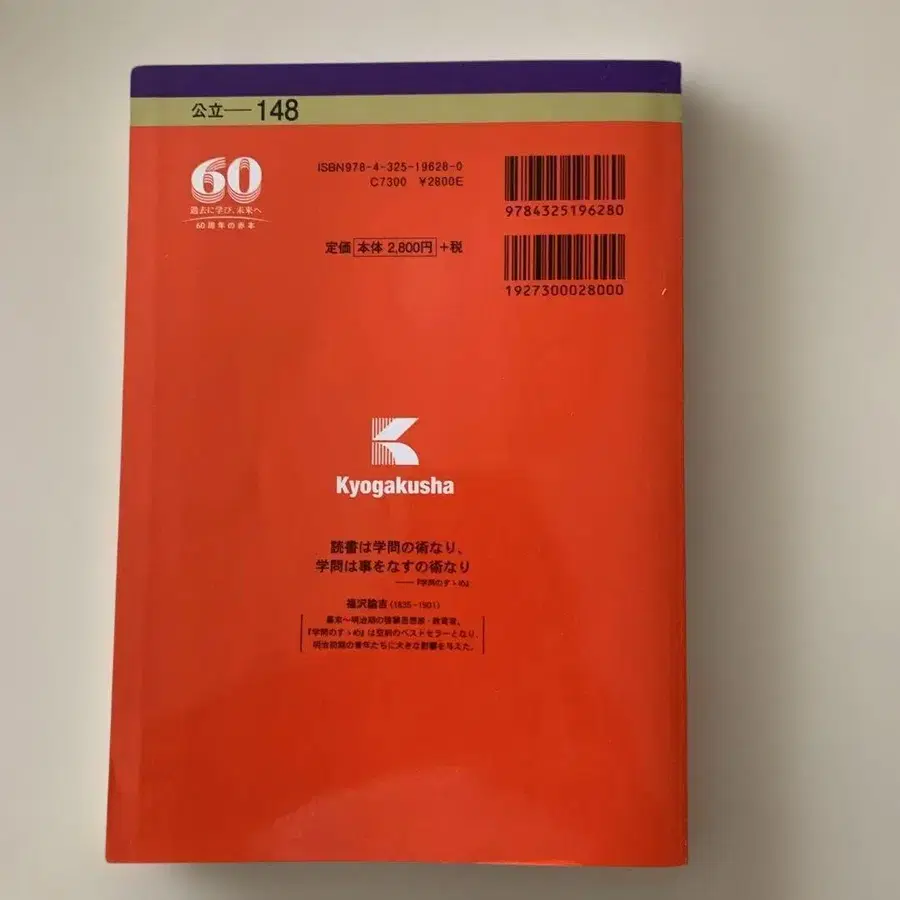 公立――148
60
過去に学び、未来へ
60周年の赤本
ISBN978-4-325-19628-0
C7300 ¥2800E
9784325196280
定価 本体 2,800円 +税
1927300028000
Kyogakusha
読書は学問の術なり、
学問は事をなすの術なり
――『学問のすゝめ』
福沢諭吉(1835-1901)
幕末～明治期の啓蒙思想家・教育者。
『学問のすゝめ』は空前のベストセラーとなり、
明治初期の青年たちに大きな影響を与えた。